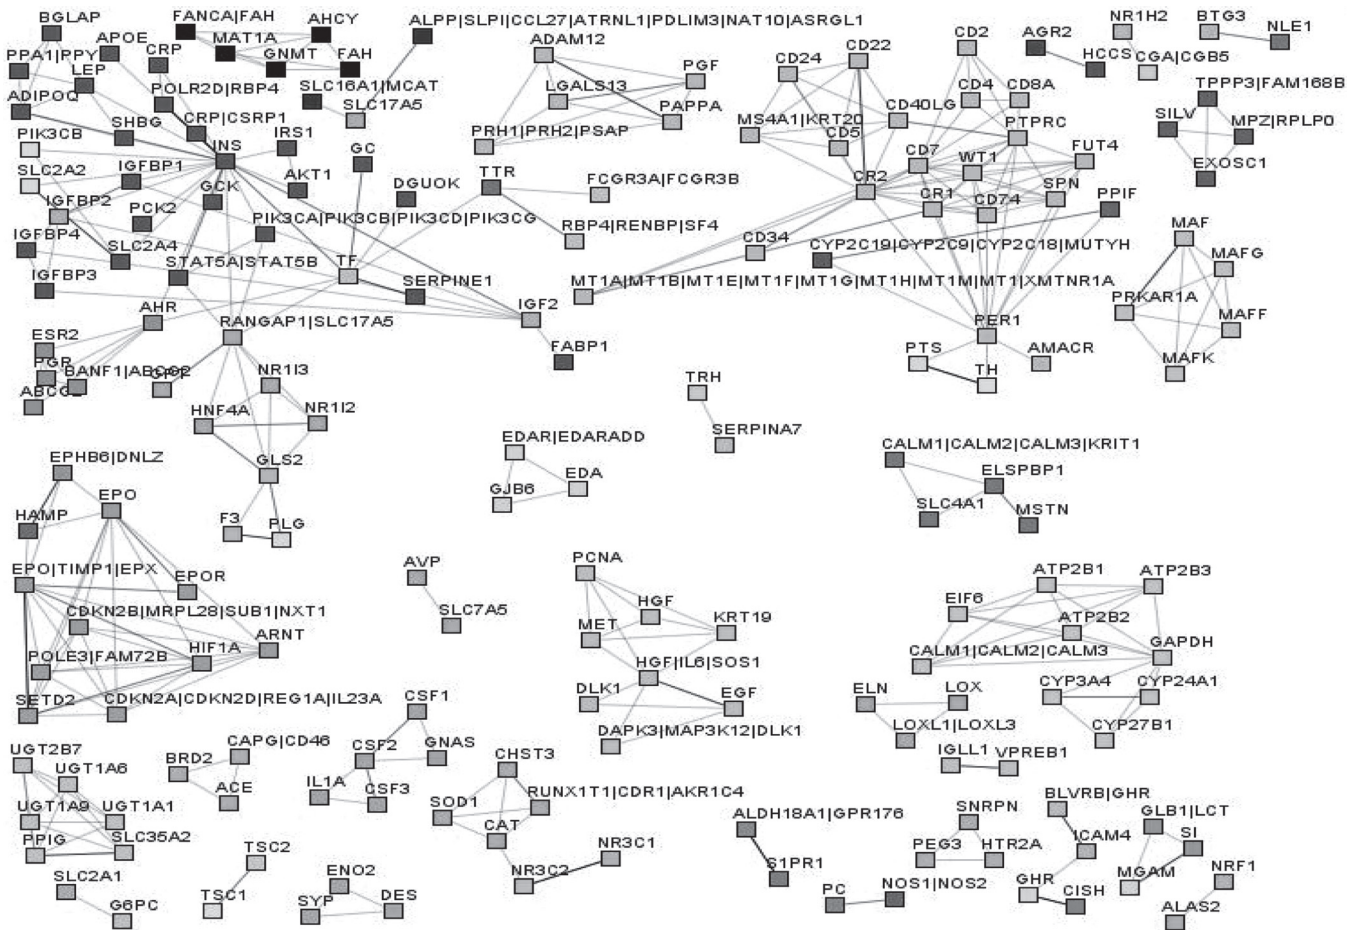 BGLAP
FANCA|FAH
AHCY
ALPP|SLPI|CCL27|ATRNL1|PDLIM3|NAT10|ASRGL1
PPA1|PPY
APOE
CRP
MAT1A
GNMT
FAH
LEP
POLR2D|RBP4
SLC16A1|MCAT
SLC17A5
ADIPOQ
SHBG
CRP|CSRP1
PIK3CB
INS
IRS1
SLC2A2
IGFBP1
GCK
AKT1
GC
DGUOK
TTR
FCGR3A|FCGR3B
IGFBP2
PCK2
PIK3CA|PIK3CB|PIK3CD|PIK3CG
RBP4|RENBP|SF4
IGFBP4
SLC2A4
STAT5A|STAT5B
TF
SERPINE1
IGFBP3
AHR
RANGAP1|SLC17A5
IGF2
FABP1
ESR2
PGR
BANF1|ABCG2
GPT
NR1I3
HNF4A
NR1I2
GLS2
F3
PLG
ADAM12
PGF
LGALS13
PAPPA
PRH1|PRH2|PSAP
CD24
CD22
CD2
AGR2
HCCS
NR1H2
CGA|CGB5
BTG3
NLE1
CD4
CD8A
CD40LG
MS4A1|KRT20
CD5
PTPRC
TPPP3|FAM168B
SILV
MPZ|RPLP0
EXOSC1
CD7
WT1
FUT4
CR2
CR1
CD74
SPN
PPIF
CD34
CYP2C19|CYP2C9|CYP2C18|MUTYH
MT1A|MT1B|MT1E|MT1F|MT1G|MT1H|MT1M|MT1|XMTNR1A
MAF
MAFG
PRKAR1A
MAFF
MAFK
PER1
PTS
TH
AMACR
TRH
SERPINA7
EDAR|EDARADD
EDA
GJB6
CALM1|CALM2|CALM3|KRIT1
ELSPBP1
SLC4A1
MSTN
EPHB6|DNLZ
EPO
HAMP
EPO|TIMP1|EPX
EPOR
CDKN2B|MRPL28|SUB1|NXT1
ARNT
POLE3|FAM72B
HIF1A
SETD2
CDKN2A|CDKN2D|REG1A|IL23A
AVP
SLC7A5
PCNA
HGF
MET
KRT19
HGF|IL6|SOS1
DLK1
EGF
DAPK3|MAP3K12|DLK1
ATP2B1
ATP2B3
EIF6
ATP2B2
GAPDH
CALM1|CALM2|CALM3
CYP3A4
CYP24A1
CYP27B1
ELN
LOX
LOXL1|LOXL3
IGLL1
VPREB1
UGT2B7
UGT1A6
UGT1A9
UGT1A1
PPIG
SLC35A2
BRD2
CAPG|CD46
ACE
CSF1
CSF2
GNAS
IL1A
CSF3
CHST3
SOD1
RUNX1T1|CDR1|AKR1C4
CAT
NR3C1
NR3C2
ALDH18A1|GPR176
S1PR1
SNRPN
PEG3
HTR2A
BLVRB|GHR
ICAM4
GHR
CISH
GLB1|LCT
SI
MGAM
NRF1
ALAS2
PC
NOS1|NOS2
SLC2A1
G6PC
TSC2
TSC1
ENO2
SYP
DES